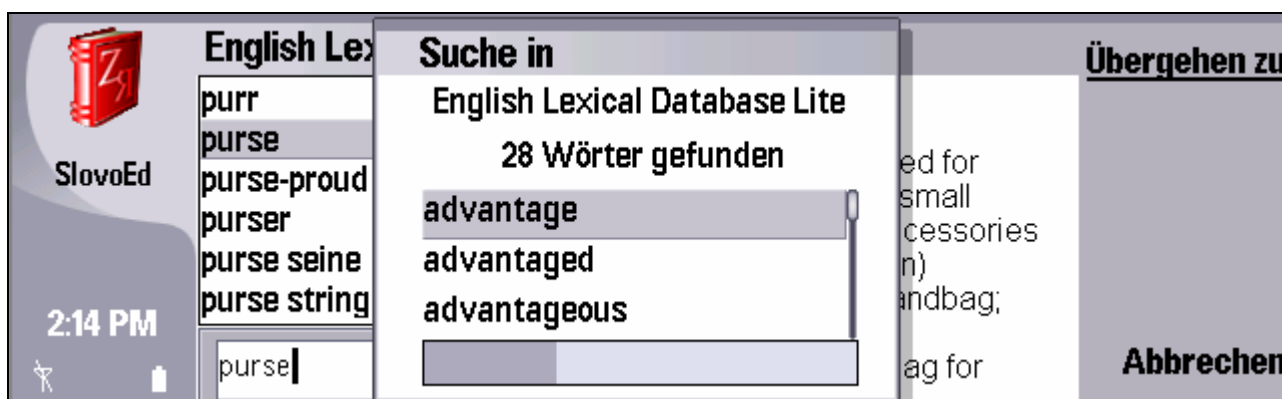 SlovoEd
2:14 PM
English Lex
purr
purse
purse-proud
purser
purse seine
purse string
purse
Suche in
English Lexical Database Lite
28 Wörter gefunden
advantage
advantaged
advantageous
ed for
small
cessories
n)
andbag;
ag for
Übergehen zu
Abbrechen